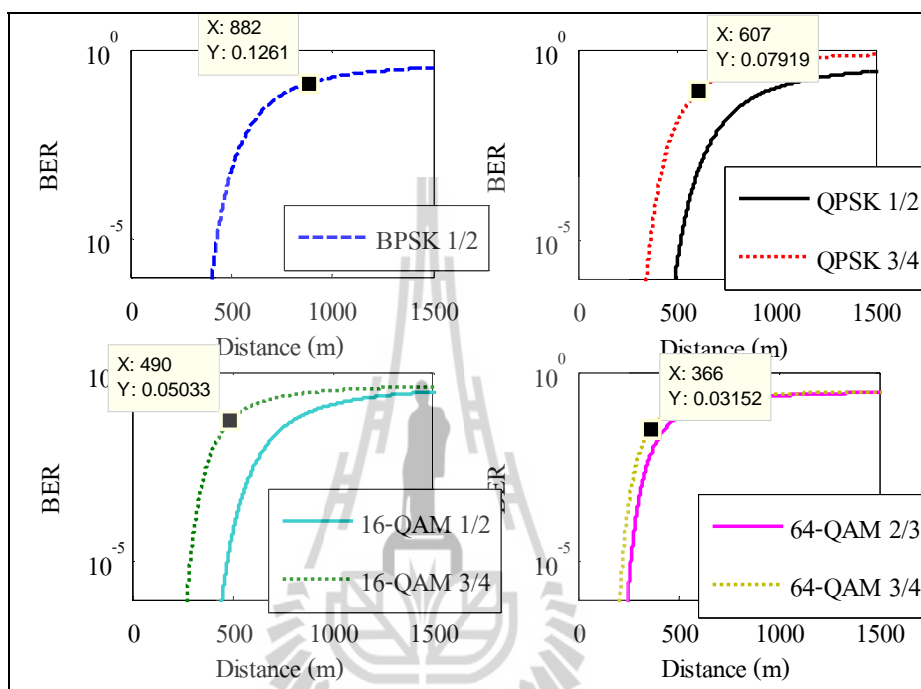 X: 882
Y: 0.1261
10^0
10^-5
BER
0 500 1000 1500
Distance (m)
BPSK 1/2
X: 607
Y: 0.07919
10^0
10^-5
BER
0 500 1000 1500
Distance (m)
QPSK 1/2
QPSK 3/4
X: 490
Y: 0.05033
10^0
10^-5
BER
0 500 1000 1500
Distance (m)
16-QAM 1/2
16-QAM 3/4
X: 366
Y: 0.03152
10^0
10^-5
BER
0 500 1000 1500
Distance (m)
64-QAM 2/3
64-QAM 3/4